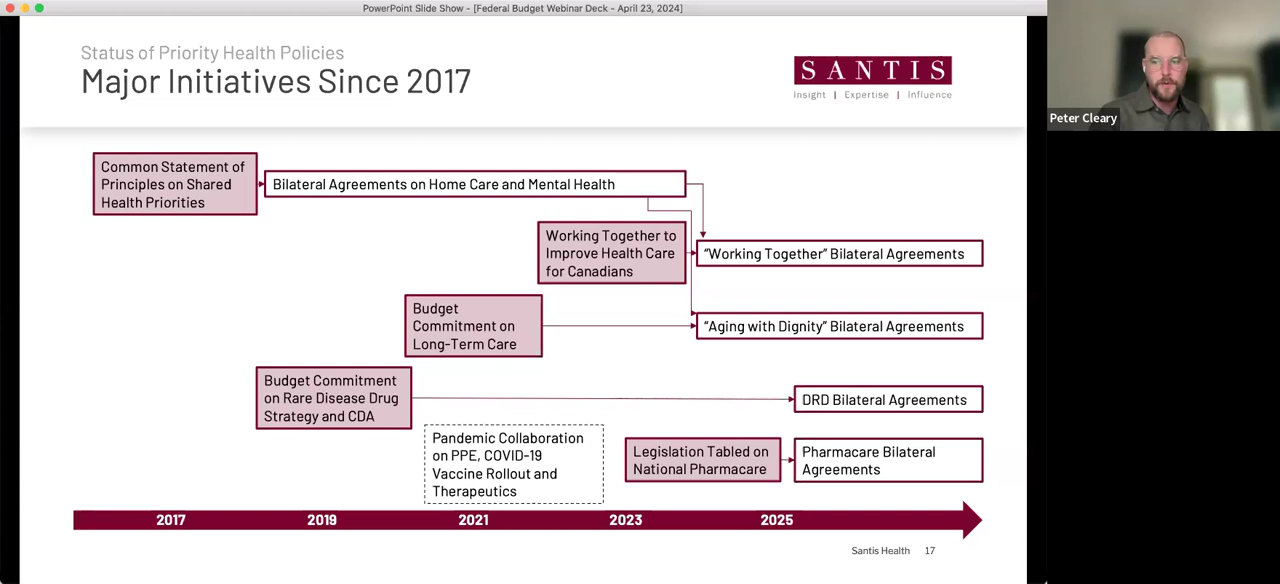 PowerPoint Slide Show - [Federal Budget Webinar Deck - April 23, 2024]
Status of Priority Health Policies
Major Initiatives Since 2017
SANTIS
Insight | Expertise | Influence
Peter Cleary
Common Statement of
Principles on Shared
Health Priorities
Bilateral Agreements on Home Care and Mental Health
Working Together to
Improve Health Care
for Canadians
“Working Together” Bilateral Agreements
Budget
Commitment on
Long-Term Care
“Aging with Dignity” Bilateral Agreements
Budget Commitment
on Rare Disease Drug
Strategy and CDA
DRD Bilateral Agreements
Pandemic Collaboration
on PPE, COVID-19
Vaccine Rollout and
Therapeutics
Legislation Tabled on
National Pharmacare
Pharmacare Bilateral
Agreements
2017 2019 2021 2023 2025
Santis Health 17